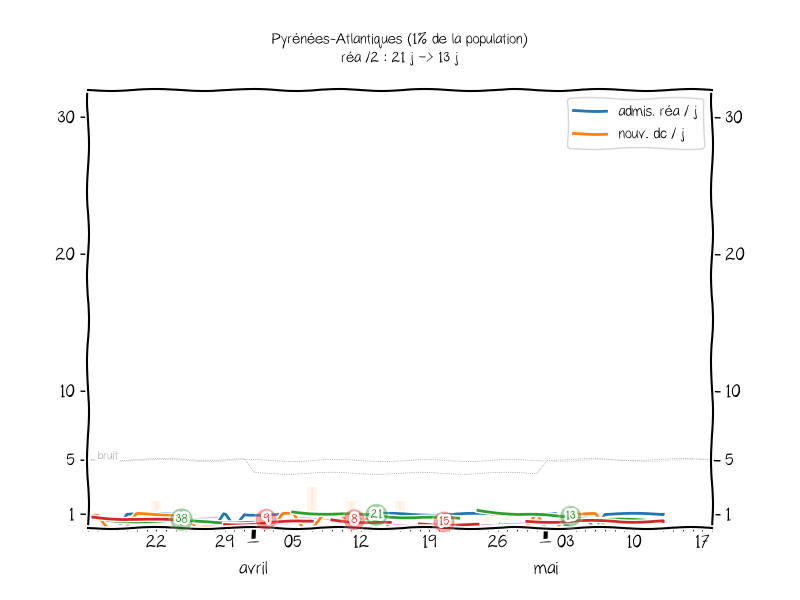 Pyrénées-Atlantiques (1% de la population)
réa /2 : 21 j -> 13 j
admis. réa / j
nouv. dc / j
30 30
20 20
10 10
5 bruit 5
1 38 9 8 21 15 13 1
22 29 05 12 19 26 03 10 17
avril mai